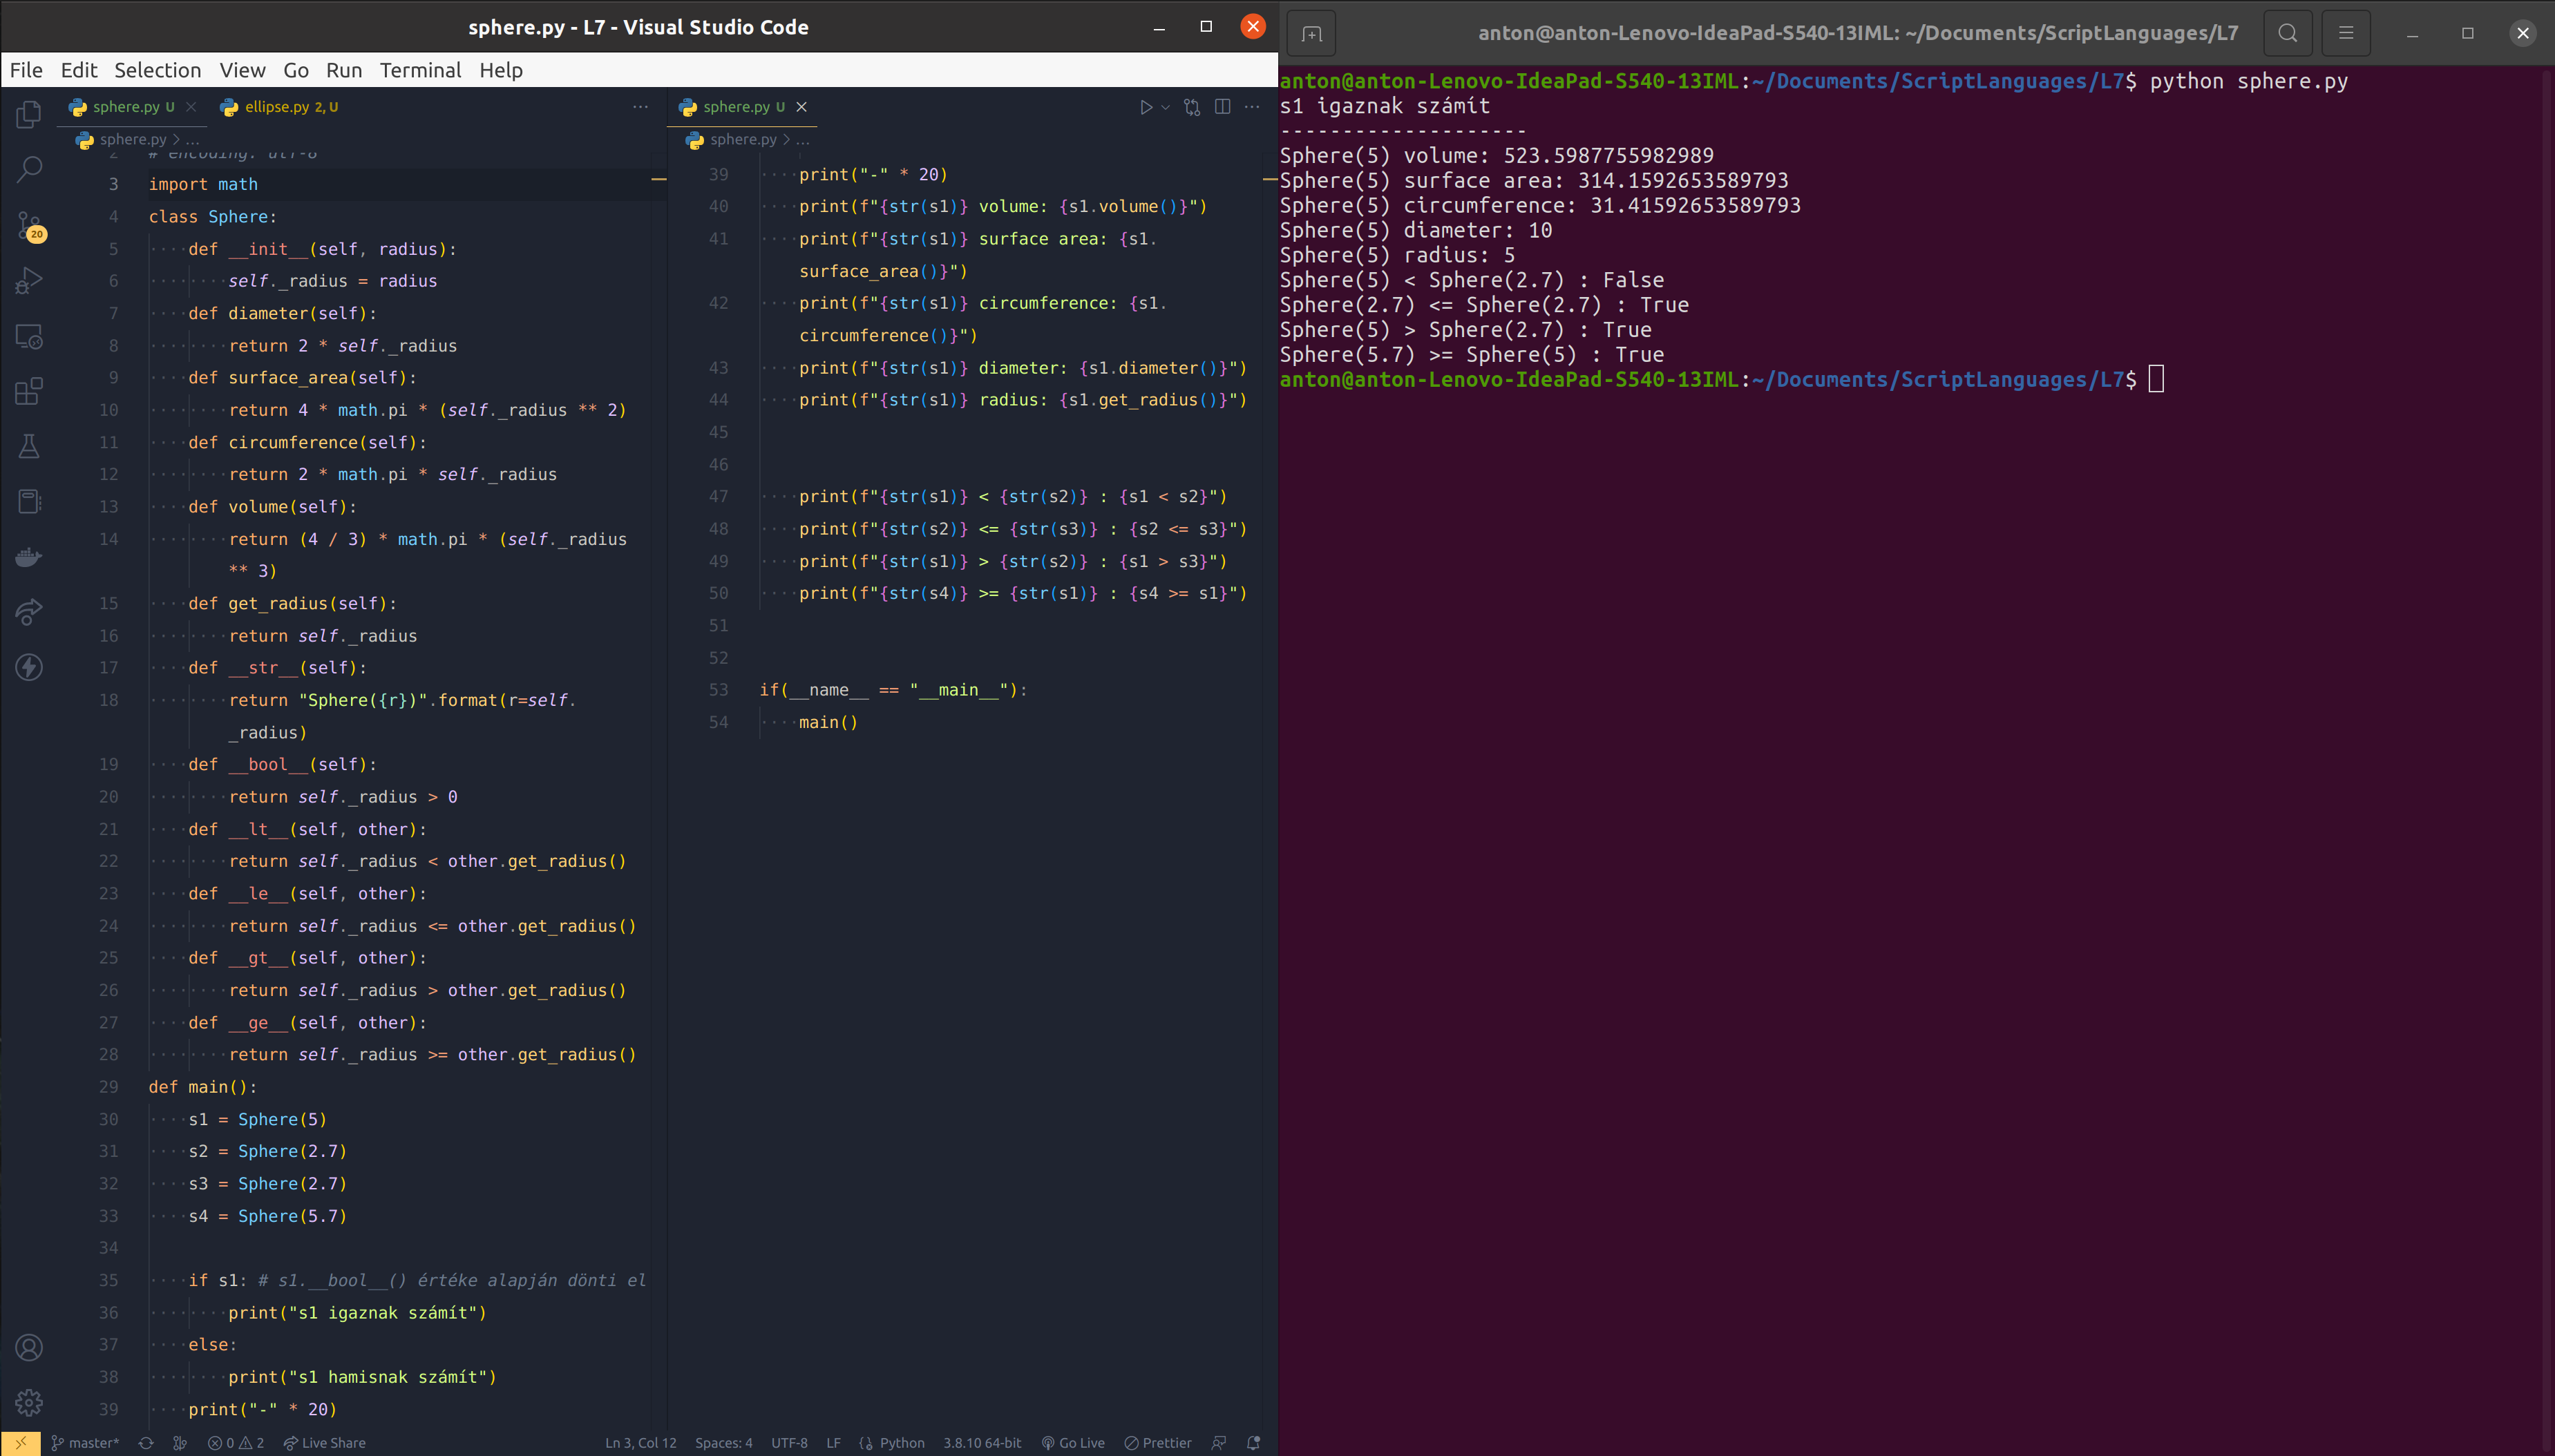 sphere.py - L7 - Visual Studio Code
File Edit Selection View Go Run Terminal Help
sphere.py U ellipse.py 2, U
sphere.py > ...
2 # encoding: utf-8
3 import math
4 class Sphere:
5 def __init__(self, radius):
6 self._radius = radius
7 def diameter(self):
8 return 2 * self._radius
9 def surface_area(self):
10 return 4 * math.pi * (self._radius ** 2)
11 def circumference(self):
12 return 2 * math.pi * self._radius
13 def volume(self):
14 return (4 / 3) * math.pi * (self._radius
** 3)
15 def get_radius(self):
16 return self._radius
17 def __str__(self):
18 return "Sphere({r})".format(r=self.
_radius)
19 def __bool__(self):
20 return self._radius > 0
21 def __lt__(self, other):
22 return self._radius < other.get_radius()
23 def __le__(self, other):
24 return self._radius <= other.get_radius()
25 def __gt__(self, other):
26 return self._radius > other.get_radius()
27 def __ge__(self, other):
28 return self._radius >= other.get_radius()
29 def main():
30 s1 = Sphere(5)
31 s2 = Sphere(2.7)
32 s3 = Sphere(2.7)
33 s4 = Sphere(5.7)
34
35 if s1: # s1.__bool__() értéke alapján dönti el
36 print("s1 igaznak számít")
37 else:
38 print("s1 hamisnak számít")
39 print("-" * 20)
sphere.py U
sphere.py > ...
39 print("-" * 20)
40 print(f"{str(s1)} volume: {s1.volume()}")
41 print(f"{str(s1)} surface area: {s1.
surface_area()}")
42 print(f"{str(s1)} circumference: {s1.
circumference()}")
43 print(f"{str(s1)} diameter: {s1.diameter()}")
44 print(f"{str(s1)} radius: {s1.get_radius()}")
45
46
47 print(f"{str(s1)} < {str(s2)} : {s1 < s2}")
48 print(f"{str(s2)} <= {str(s3)} : {s2 <= s3}")
49 print(f"{str(s1)} > {str(s2)} : {s1 > s3}")
50 print(f"{str(s4)} >= {str(s1)} : {s4 >= s1}")
51
52
53 if(__name__ == "__main__"):
54 main()
20
master* 0 2 Live Share Ln 3, Col 12 Spaces: 4 UTF-8 LF Python 3.8.10 64-bit Go Live Prettier
anton@anton-Lenovo-IdeaPad-S540-13IML: ~/Documents/ScriptLanguages/L7
anton@anton-Lenovo-IdeaPad-S540-13IML:~/Documents/ScriptLanguages/L7$ python sphere.py
s1 igaznak számít
--------------------
Sphere(5) volume: 523.5987755982989
Sphere(5) surface area: 314.1592653589793
Sphere(5) circumference: 31.41592653589793
Sphere(5) diameter: 10
Sphere(5) radius: 5
Sphere(5) < Sphere(2.7) : False
Sphere(2.7) <= Sphere(2.7) : True
Sphere(5) > Sphere(2.7) : True
Sphere(5.7) >= Sphere(5) : True
anton@anton-Lenovo-IdeaPad-S540-13IML:~/Documents/ScriptLanguages/L7$